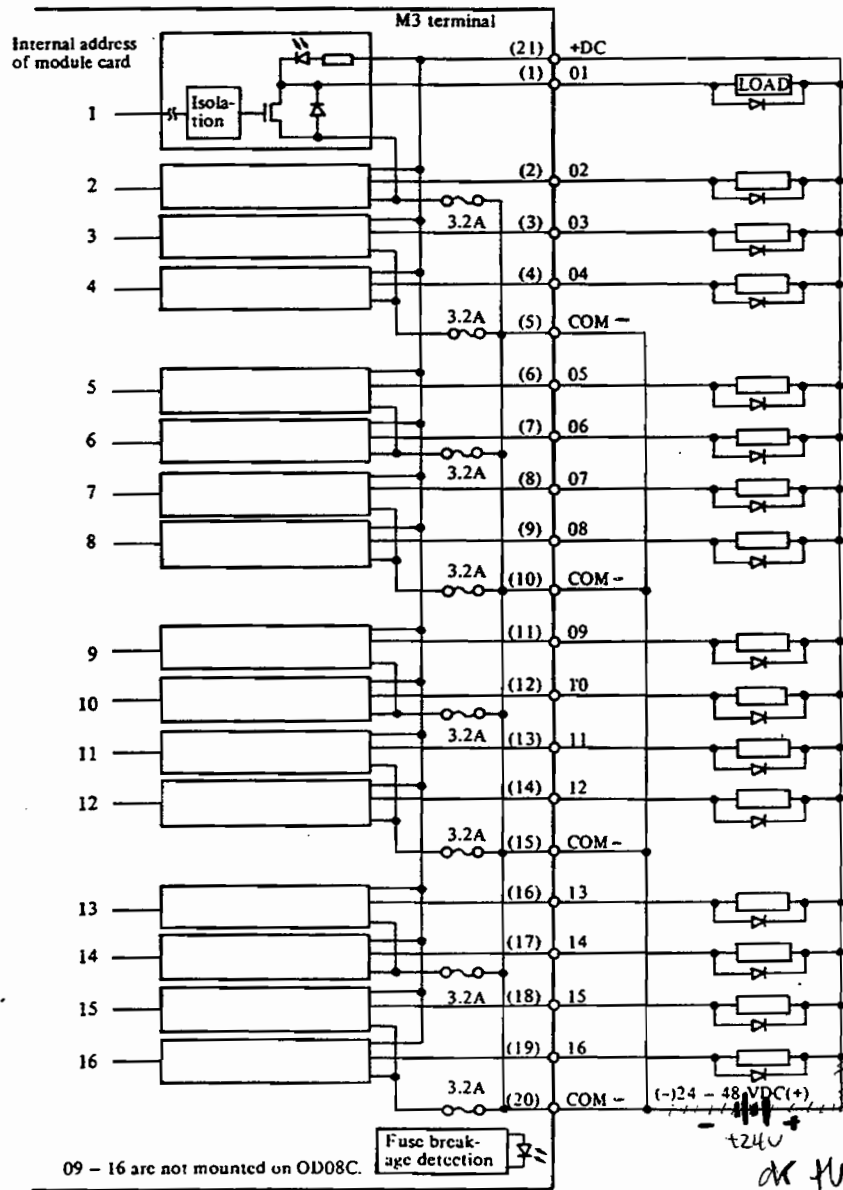 M3 terminal
Internal address
of module card
(21) +DC
(1) 01
LOAD
Isola-
tion
1
2
(2) 02
3.2A
3
(3) 03
4
(4) 04
3.2A
(5) COM -
5
(6) 05
6
(7) 06
3.2A
7
(8) 07
8
(9) 08
3.2A
(10) COM -
9
(11) 09
10
(12) 10
3.2A
11
(13) 11
12
(14) 12
3.2A
(15) COM -
13
(16) 13
14
(17) 14
3.2A
15
(18) 15
16
(19) 16
3.2A
(20) COM -
(-)24 - 48 VDC(+)
- +
+24V
Fuse break-
age detection
09 - 16 are not mounted on OD08C.